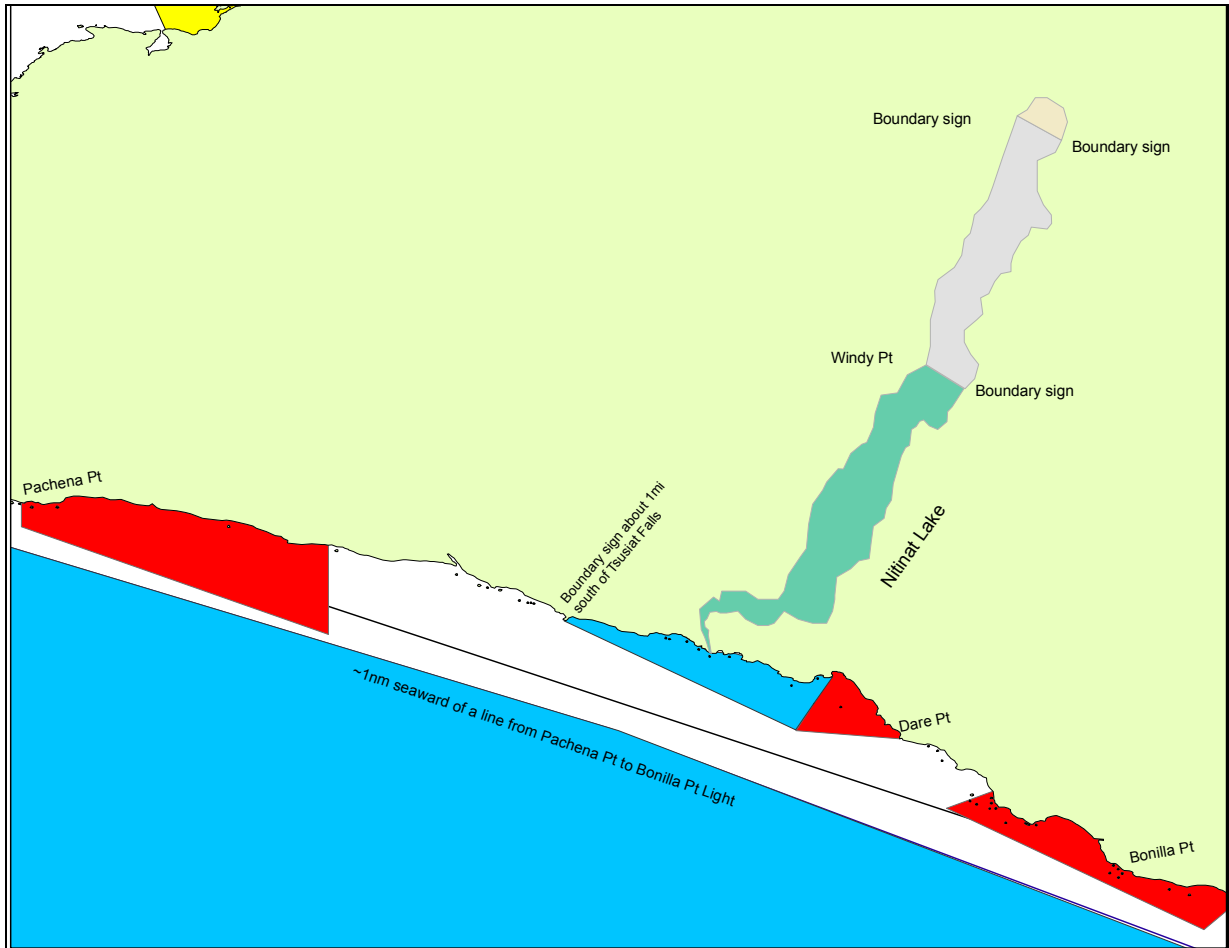 Boundary sign
Boundary sign
Windy Pt
Boundary sign
Pachena Pt
Boundary sign about 1mi
south of Tsusiat Falls
Nitinat Lake
~1nm seaward of a line from Pachena Pt to Bonilla Pt Light
Dare Pt
Bonilla Pt